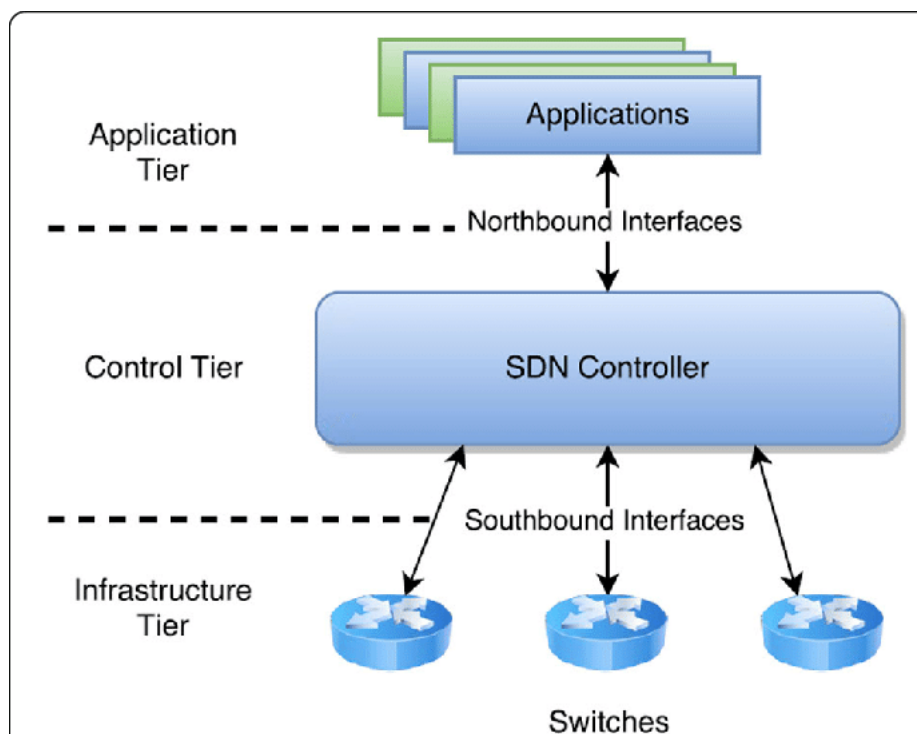 Applications
Application
Tier
Northbound Interfaces
Control Tier
SDN Controller
Southbound Interfaces
Infrastructure
Tier
Switches